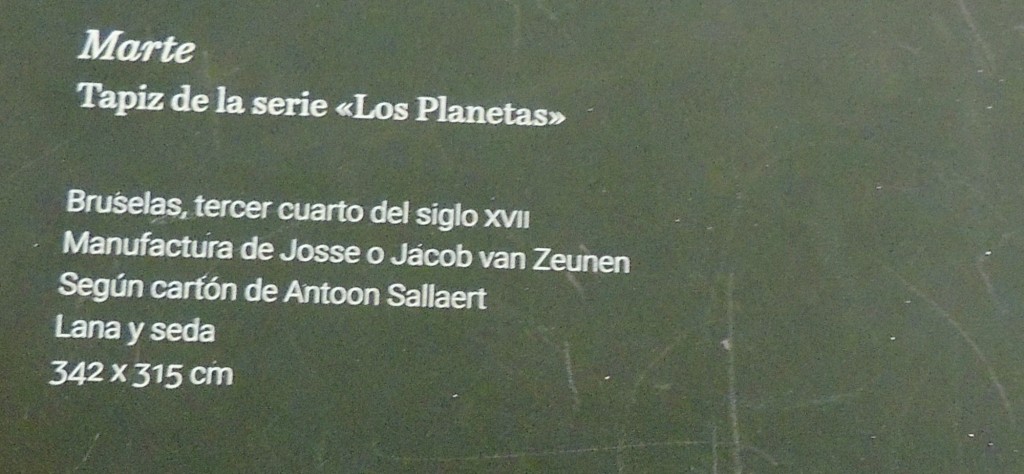 Marte
Tapiz de la serie «Los Planetas»
Bruselas, tercer cuarto del siglo XVII
Manufactura de Josse o Jacob van Zeunen
Según cartón de Antoon Sallaert
Lana y seda
342 x 315 cm